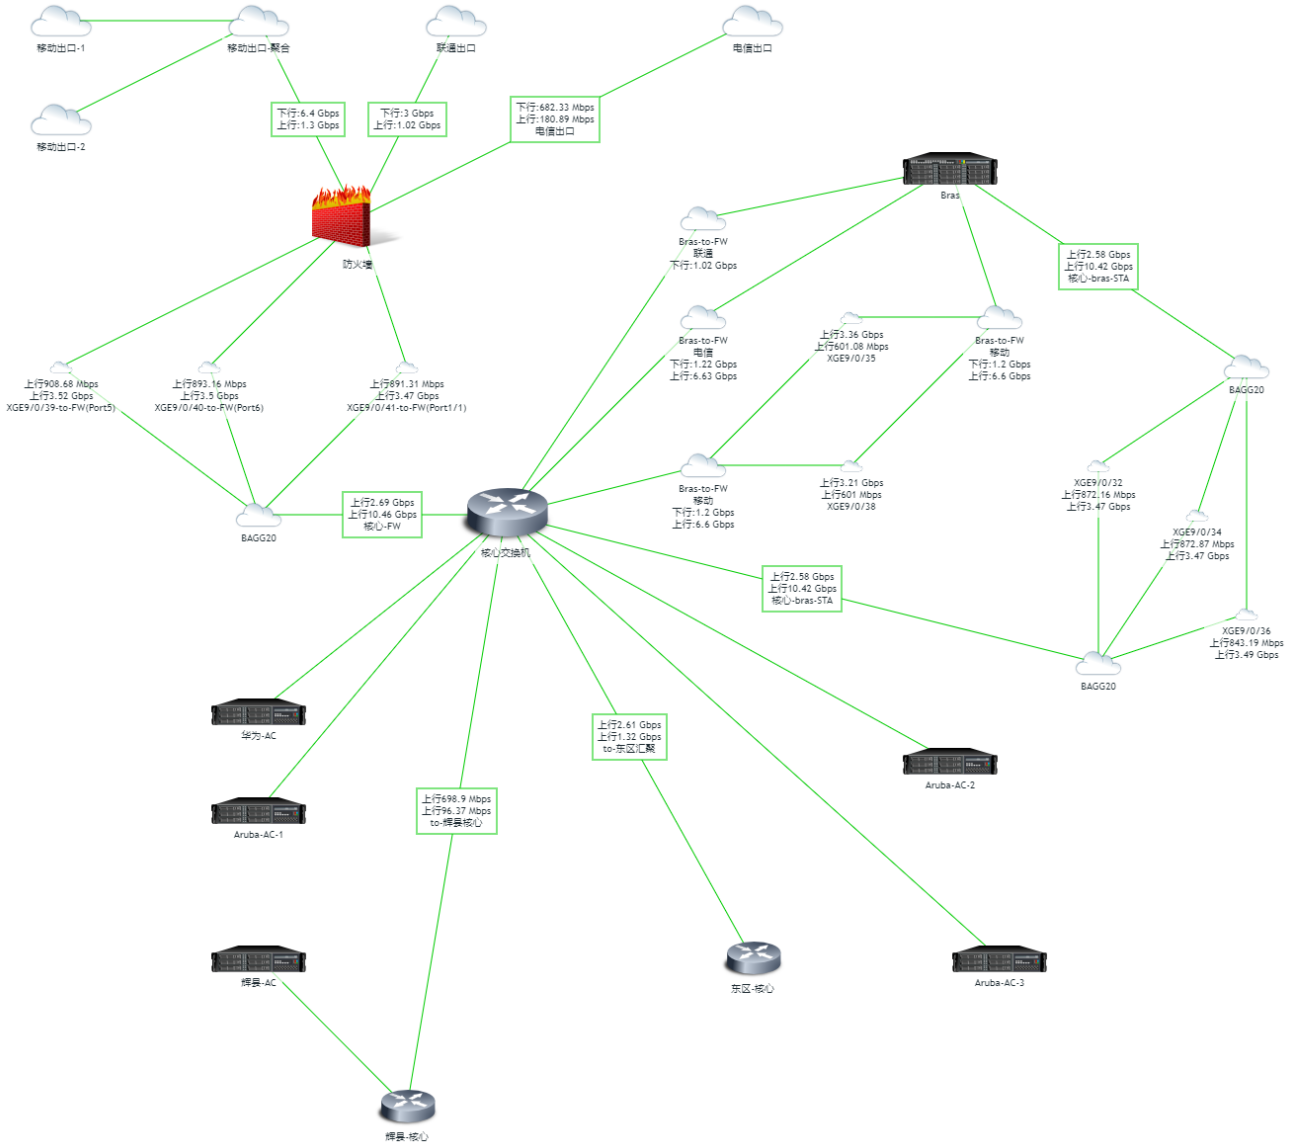 移动出口-1
移动出口-聚合
联通出口
电信出口
移动出口-2
下行:6.4 Gbps
上行:1.3 Gbps
下行:3 Gbps
上行:1.02 Gbps
下行:682.33 Mbps
上行:180.89 Mbps
电信出口
防火墙
Bras
Bras-to-FW
联通
下行:1.02 Gbps
上行2.58 Gbps
上行10.42 Gbps
核心-bras-STA
Bras-to-FW
电信
下行:1.22 Gbps
上行:6.63 Gbps
上行3.36 Gbps
上行601.08 Mbps
XGE9/0/35
Bras-to-FW
移动
下行:1.2 Gbps
上行:6.6 Gbps
上行908.68 Mbps
上行3.52 Gbps
XGE9/0/39-to-FW(Port5)
上行893.16 Mbps
上行3.5 Gbps
XGE9/0/40-to-FW(Port6)
上行891.31 Mbps
上行3.47 Gbps
XGE9/0/41-to-FW(Port1/1)
BAGG20
Bras-to-FW
移动
下行:1.2 Gbps
上行:6.6 Gbps
上行3.21 Gbps
上行601 Mbps
XGE9/0/38
XGE9/0/32
上行872.16 Mbps
上行3.47 Gbps
XGE9/0/34
上行872.87 Mbps
上行3.47 Gbps
BAGG20
上行2.69 Gbps
上行10.46 Gbps
核心-FW
核心交换机
上行2.58 Gbps
上行10.42 Gbps
核心-bras-STA
XGE9/0/36
上行843.19 Mbps
上行3.49 Gbps
BAGG20
华为-AC
上行2.61 Gbps
上行1.32 Gbps
to-东区汇聚
Aruba-AC-2
Aruba-AC-1
上行698.9 Mbps
上行96.37 Mbps
to-辉县核心
辉县-AC
东区-核心
Aruba-AC-3
辉县-核心